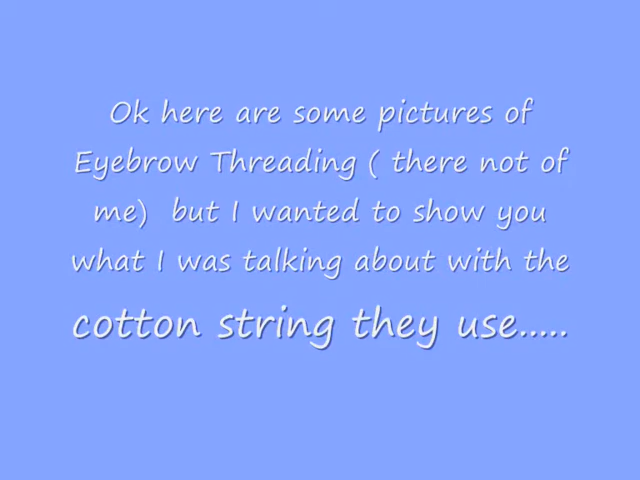 Ok here are some pictures of
Eyebrow Threading ( there not of
me) but I wanted to show you
what I was talking about with the
cotton string they use.....